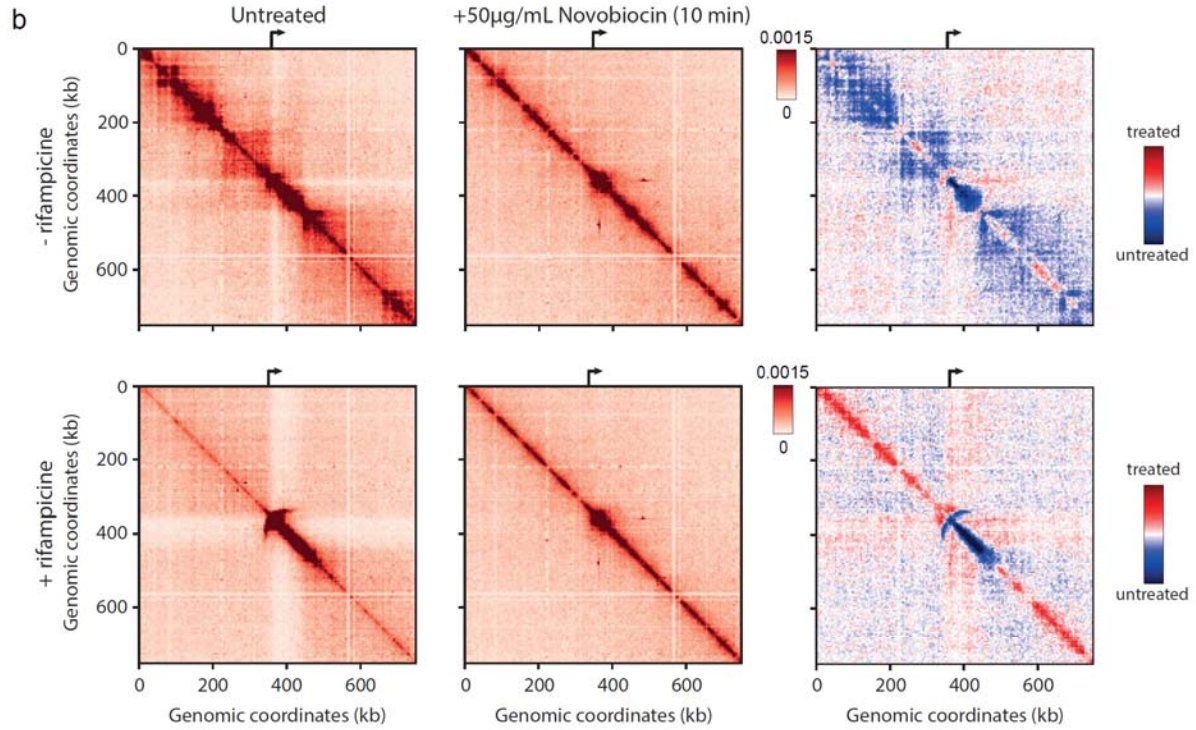 b
Untreated
+50µg/mL Novobiocin (10 min)
- rifampicine
Genomic coordinates (kb)
0
200
400
600
0.0015
0
treated
untreated
+ rifampicine
Genomic coordinates (kb)
0
200
400
600
0.0015
0
treated
untreated
0 200 400 600
0 200 400 600
0 200 400 600
Genomic coordinates (kb)
Genomic coordinates (kb)
Genomic coordinates (kb)